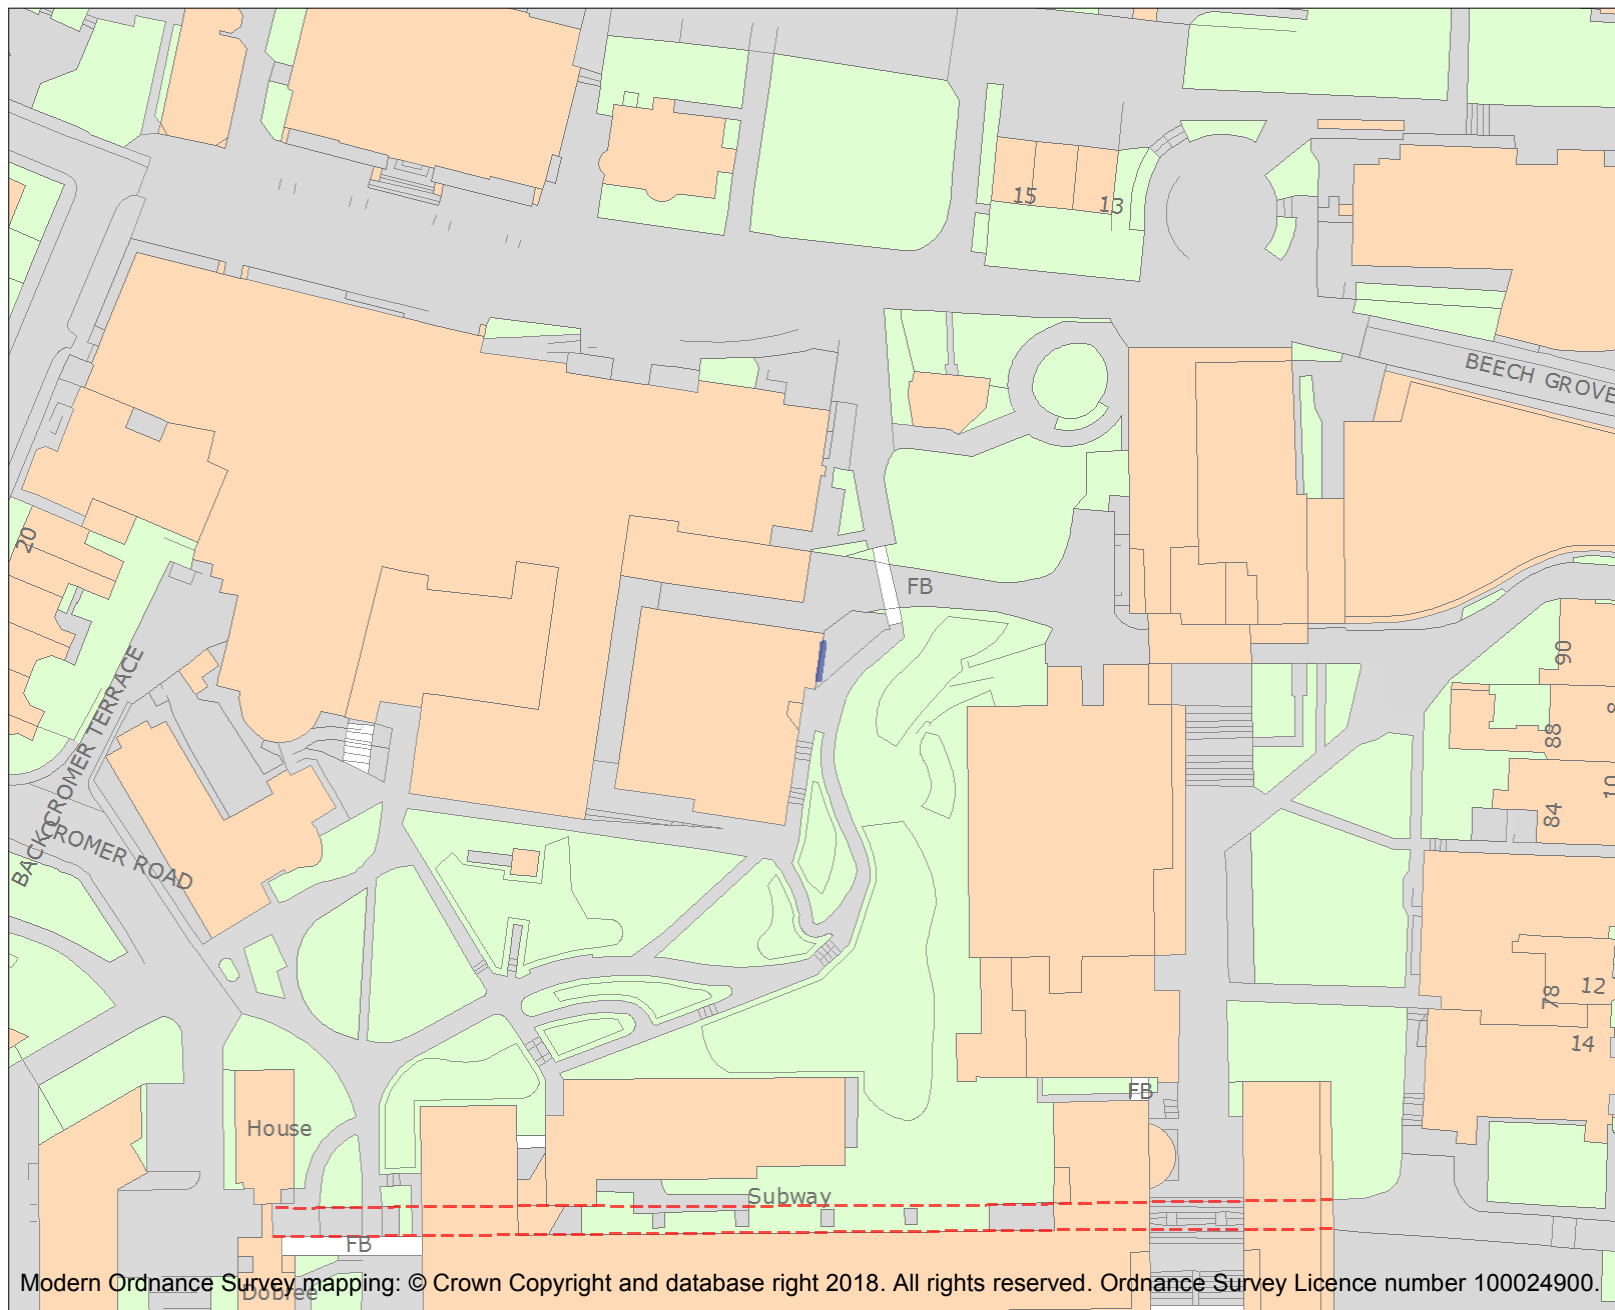 15
13
BEECH GROVE
20
FB
90
8
88
10
84
BACK CROMER TERRACE
CROMER ROAD
12
78
14
FB
House
Subway
FB
Dobree
Modern Ordnance Survey mapping: © Crown Copyright and database right 2018. All rights reserved. Ordnance Survey Licence number 100024900.